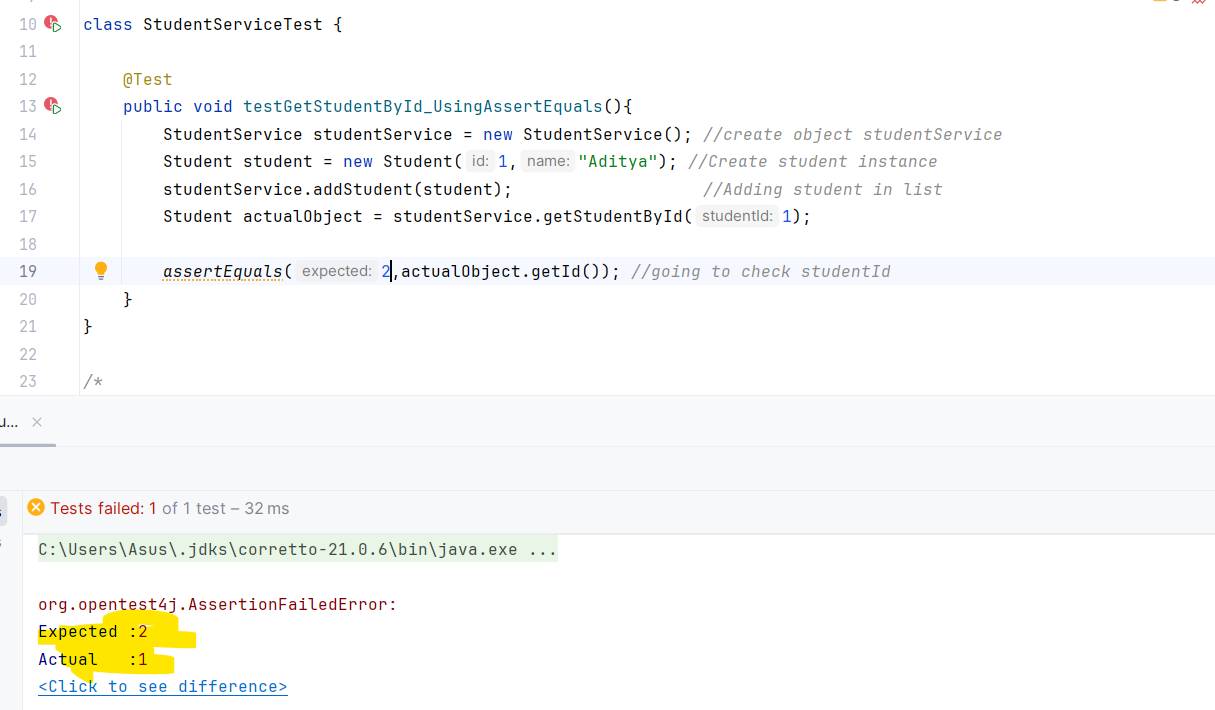 10 class StudentServiceTest {
11
12 @Test
13 public void testGetStudentById_UsingAssertEquals(){
14 StudentService studentService = new StudentService(); //create object studentService
15 Student student = new Student( id: 1, name: "Aditya"); //Create student instance
16 studentService.addStudent(student); //Adding student in list
17 Student actualObject = studentService.getStudentById( studentId: 1);
18
19 assertEquals( expected: 2,actualObject.getId()); //going to check studentId
20 }
21 }
22
23 /*
u... ×
Tests failed: 1 of 1 test – 32 ms
C:\Users\Asus\.jdks\corretto-21.0.6\bin\java.exe ...
org.opentest4j.AssertionFailedError:
Expected :2
Actual :1
<Click to see difference>